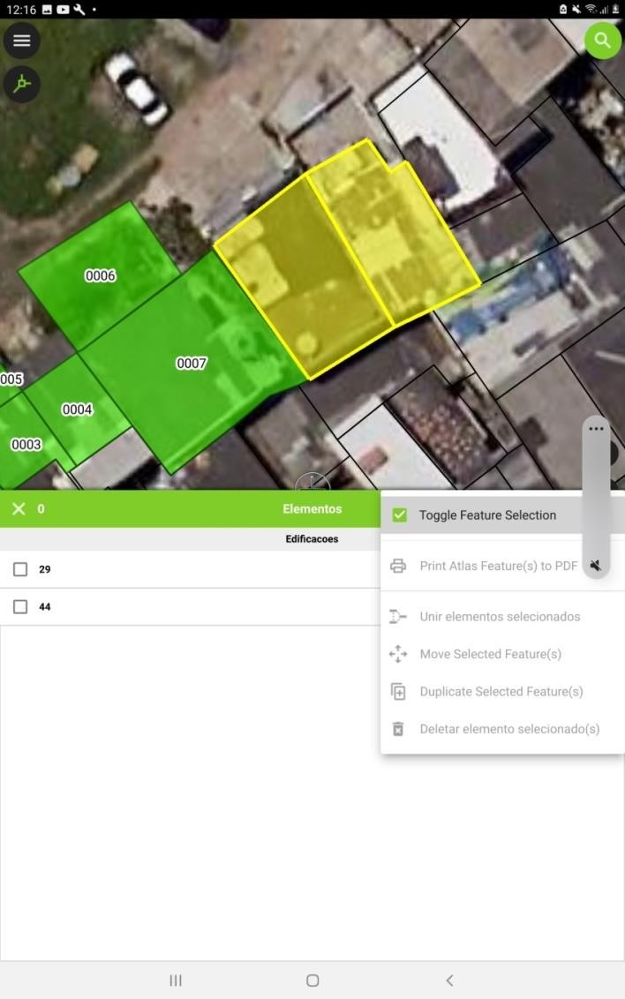 12:16
0006
0007
005
0004
0003
0
Elementos
Toggle Feature Selection
Edificacoes
Print Atlas Feature(s) to PDF
29
44
Unir elementos selecionados
Move Selected Feature(s)
Duplicate Selected Feature(s)
Deletar elemento selecionado(s)